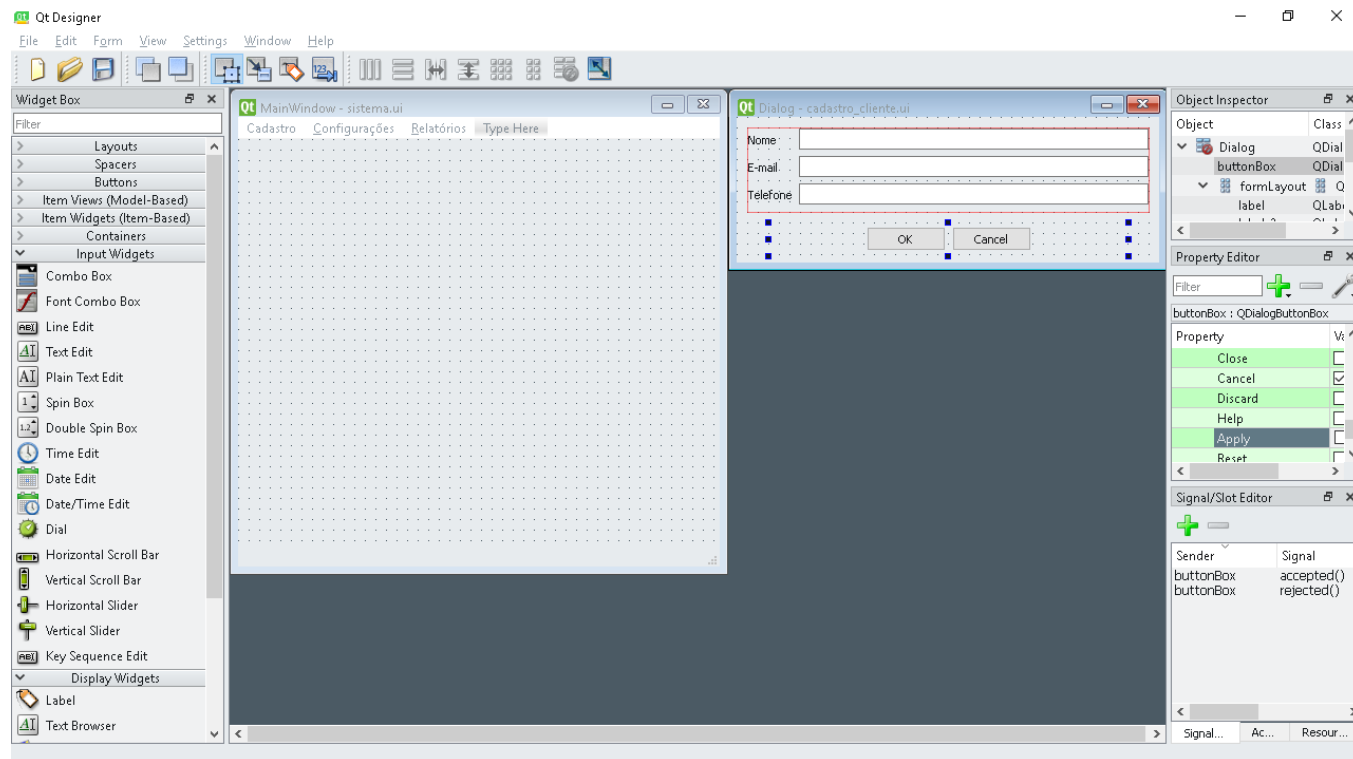 Qt Designer
File Edit Form View Settings Window Help
Widget Box
Filter
Layouts
Spacers
Buttons
Item Views (Model-Based)
Item Widgets (Item-Based)
Containers
Input Widgets
Combo Box
Font Combo Box
Line Edit
Text Edit
Plain Text Edit
Spin Box
Double Spin Box
Time Edit
Date Edit
Date/Time Edit
Dial
Horizontal Scroll Bar
Vertical Scroll Bar
Horizontal Slider
Vertical Slider
Key Sequence Edit
Display Widgets
Label
Text Browser
MainWindow - sistema.ui
Cadastro Configurações Relatórios Type Here
Dialog - cadastro_cliente.ui
Nome
E-mail
Telefone
OK Cancel
Object Inspector
Object Class
Dialog QDial
buttonBox QDial
formLayout Q
label QLab
Property Editor
Filter
buttonBox : QDialogButtonBox
Property
Close
Cancel
Discard
Help
Apply
Reset
Signal/Slot Editor
Sender Signal
buttonBox accepted()
buttonBox rejected()
Signal... Ac... Resour...